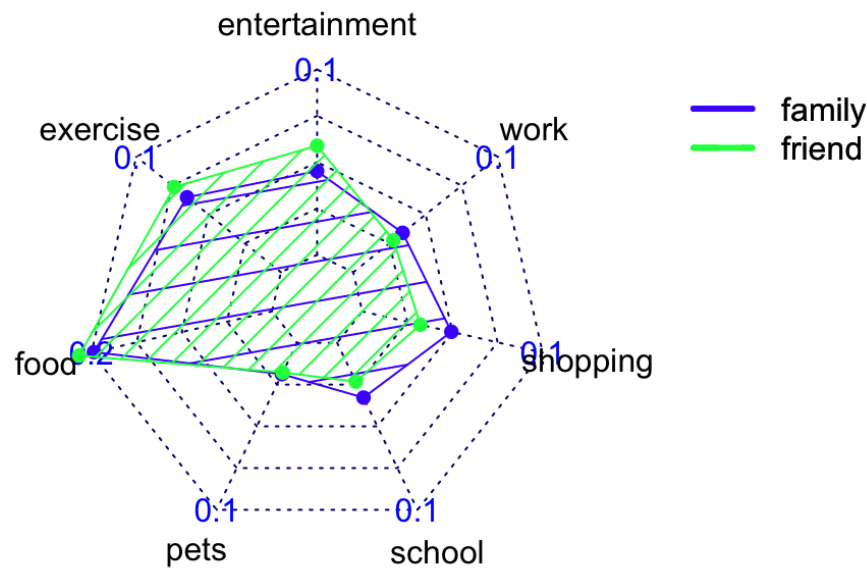 entertainment
0.1
exercise
0.1
work
0.1
family
friend
food
0.2
0.1
shopping
0.1
pets
0.1
school